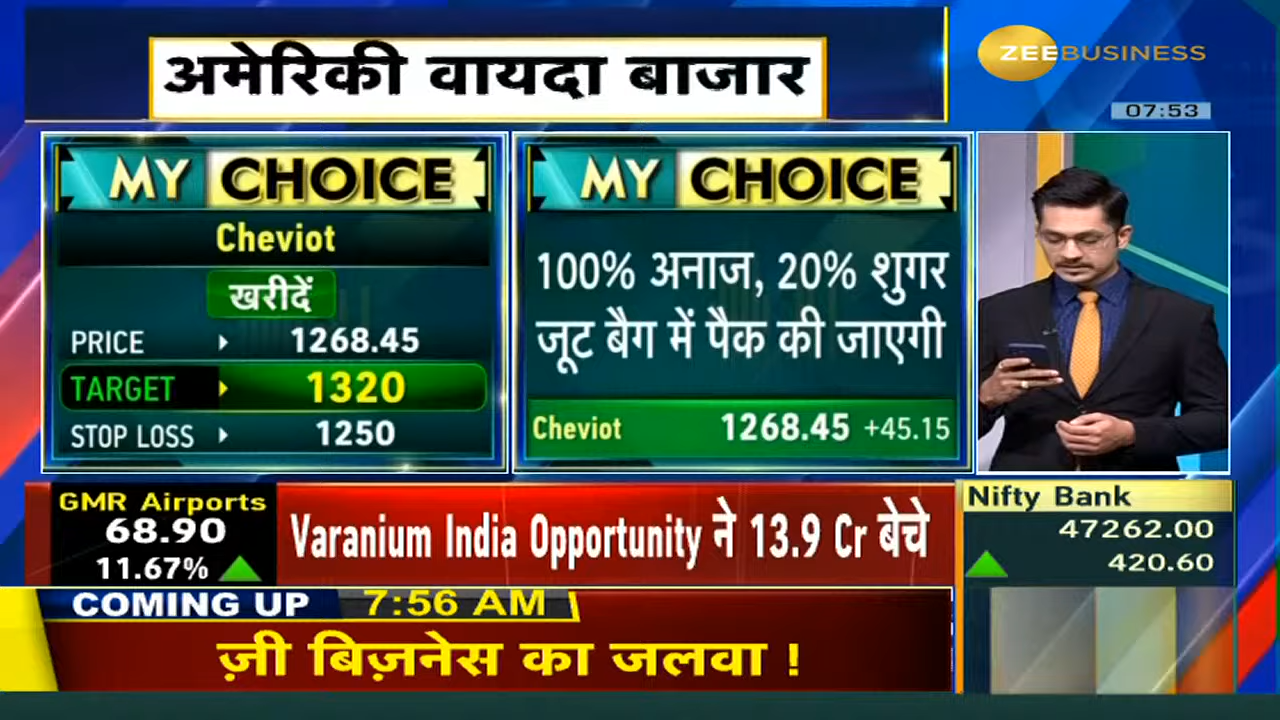 अमेरिकी वायदा बाजार
ZEEBUSINESS
07:53
MY CHOICE
Cheviot
खरीदें
PRICE 1268.45
TARGET 1320
STOP LOSS 1250
MY CHOICE
100% अनाज, 20% शुगर
जूट बैग में पैक की जाएगी
Cheviot 1268.45 +45.15
GMR Airports
68.90
11.67%
Varanium India Opportunity ने 13.9 Cr बेचे
Nifty Bank
47262.00
420.60
COMING UP 7:56 AM
ज़ी बिज़नेस का जलवा !